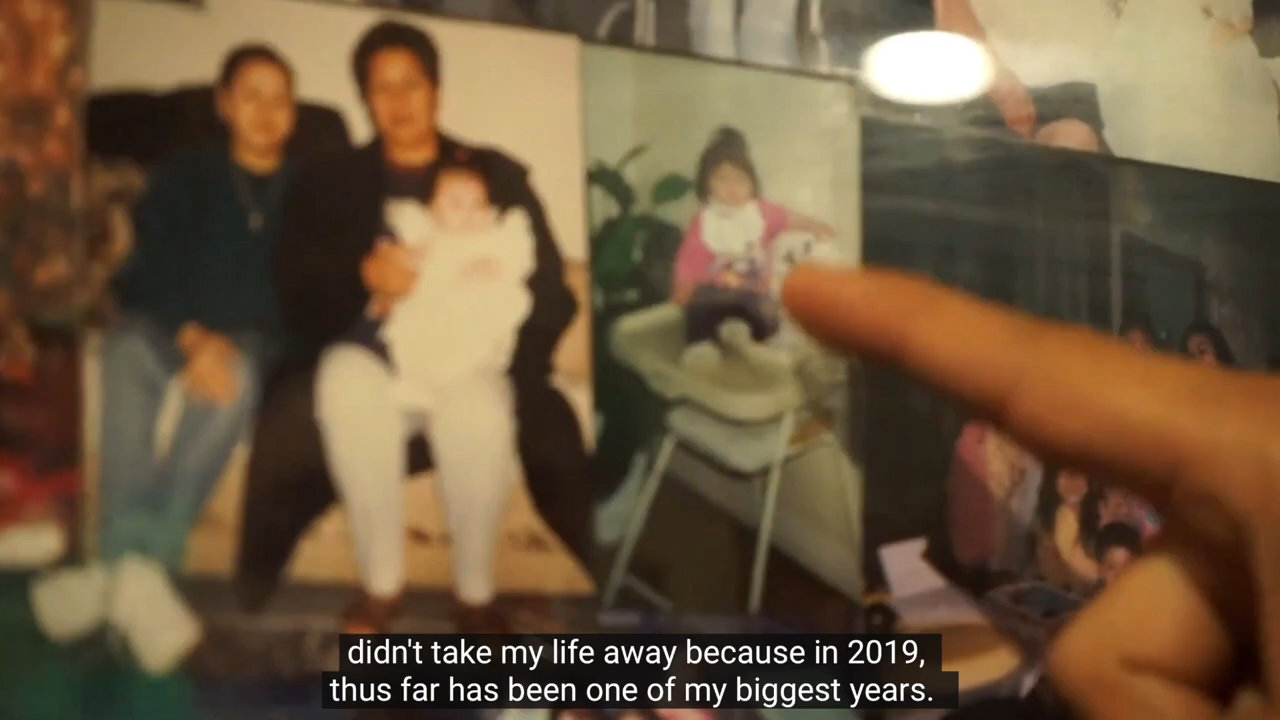 didn't take my life away because in 2019,
thus far has been one of my biggest years.